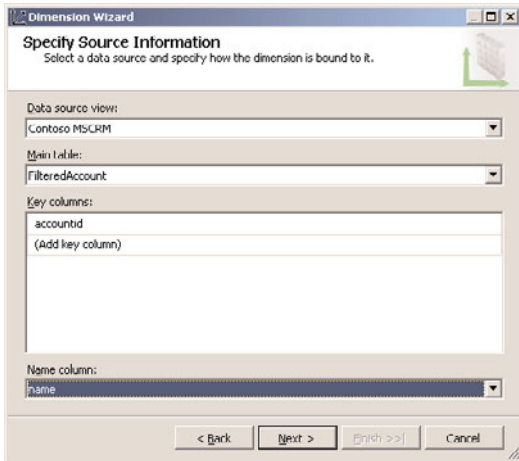 Dimension Wizard
Specify Source Information
Select a data source and specify how the dimension is bound to it.
Data source view:
Contoso MSCRM
Main table:
FilteredAccount
Key columns:
accountid
(Add key column)
Name column:
name
< Back Next > Finish >>| Cancel